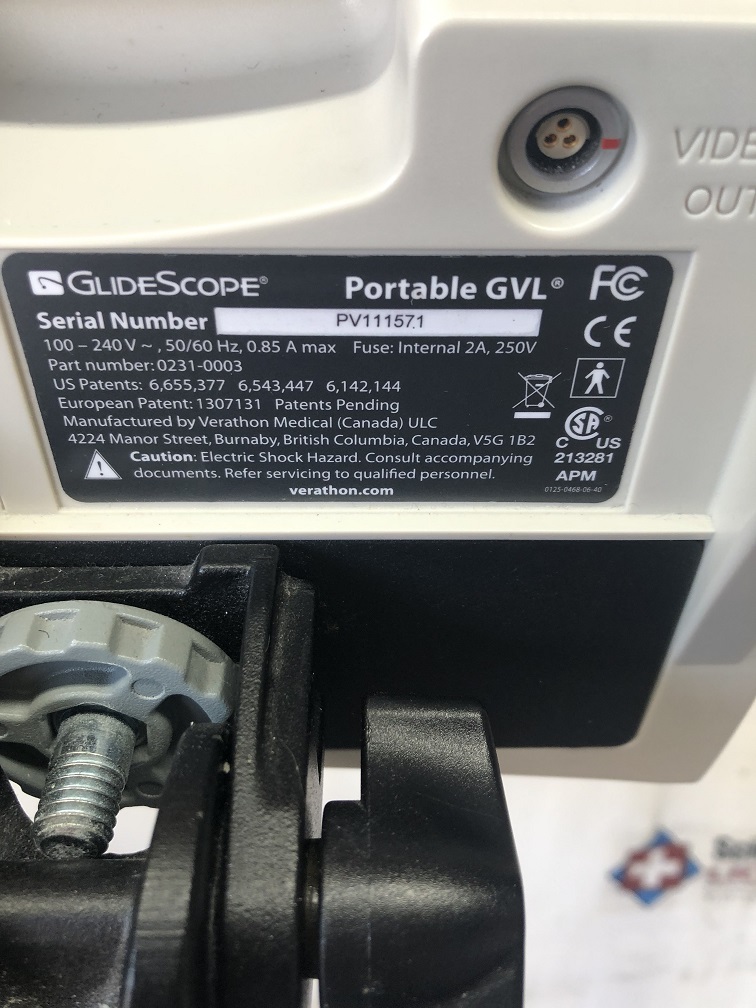 VIDE
OUT
GLIDESCOPE® Portable GVL® FC
Serial Number PV111571 CE
100 – 240 V ~ , 50/60 Hz, 0.85 A max Fuse: Internal 2A, 250V
Part number: 0231-0003
US Patents: 6,655,377 6,543,447 6,142,144
European Patent: 1307131 Patents Pending
Manufactured by Verathon Medical (Canada) ULC
4224 Manor Street, Burnaby, British Columbia, Canada, V5G 1B2
SA®
C US
213281
APM
Caution: Electric Shock Hazard. Consult accompanying
documents. Refer servicing to qualified personnel.
verathon.com
0125-0468-06-40